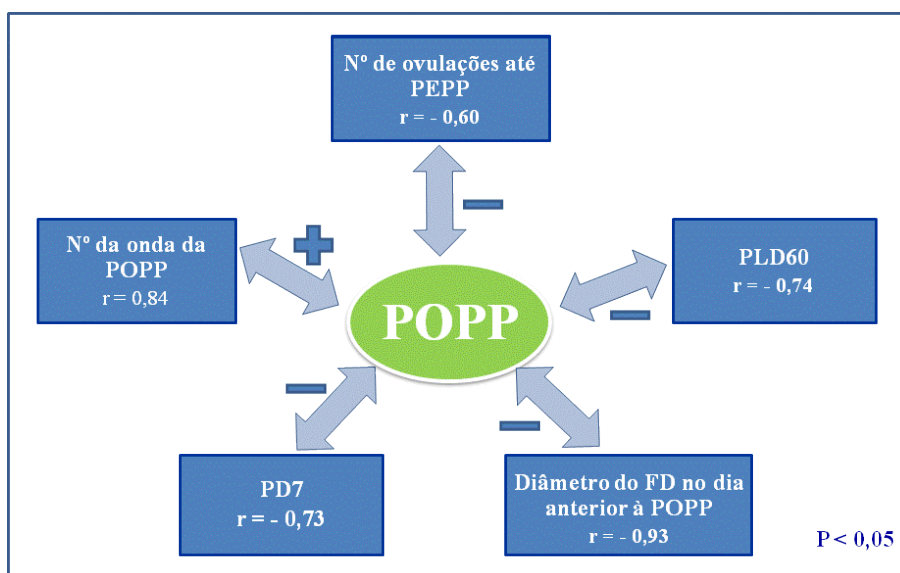 Nº de ovulações até
PEPP
r = - 0,60
Nº da onda da
POPP
r = 0,84
PLD60
r = - 0,74
POPP
PD7
r = - 0,73
Diâmetro do FD no dia
anterior à POPP
r = - 0,93
P < 0,05